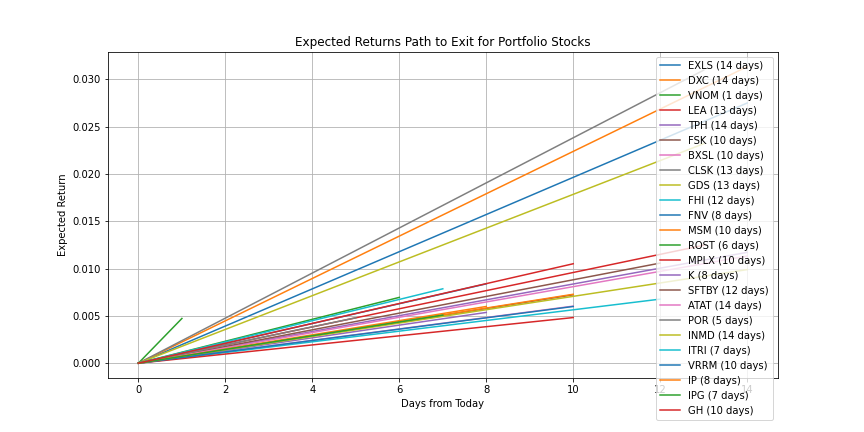 Expected Returns Path to Exit for Portfolio Stocks
Expected Return
0.030
0.025
0.020
0.015
0.010
0.005
0.000
0
2
4
6
8
10
12
14
Days from Today
EXLS (14 days)
DXC (14 days)
VNOM (1 days)
LEA (13 days)
TPH (14 days)
FSK (10 days)
BXSL (10 days)
CLSK (13 days)
GDS (13 days)
FHI (12 days)
FNV (8 days)
MSM (10 days)
ROST (6 days)
MPLX (10 days)
K (8 days)
SFTBY (12 days)
ATAT (14 days)
POR (5 days)
INMD (14 days)
ITRI (7 days)
VRRM (10 days)
IP (8 days)
IPG (7 days)
GH (10 days)